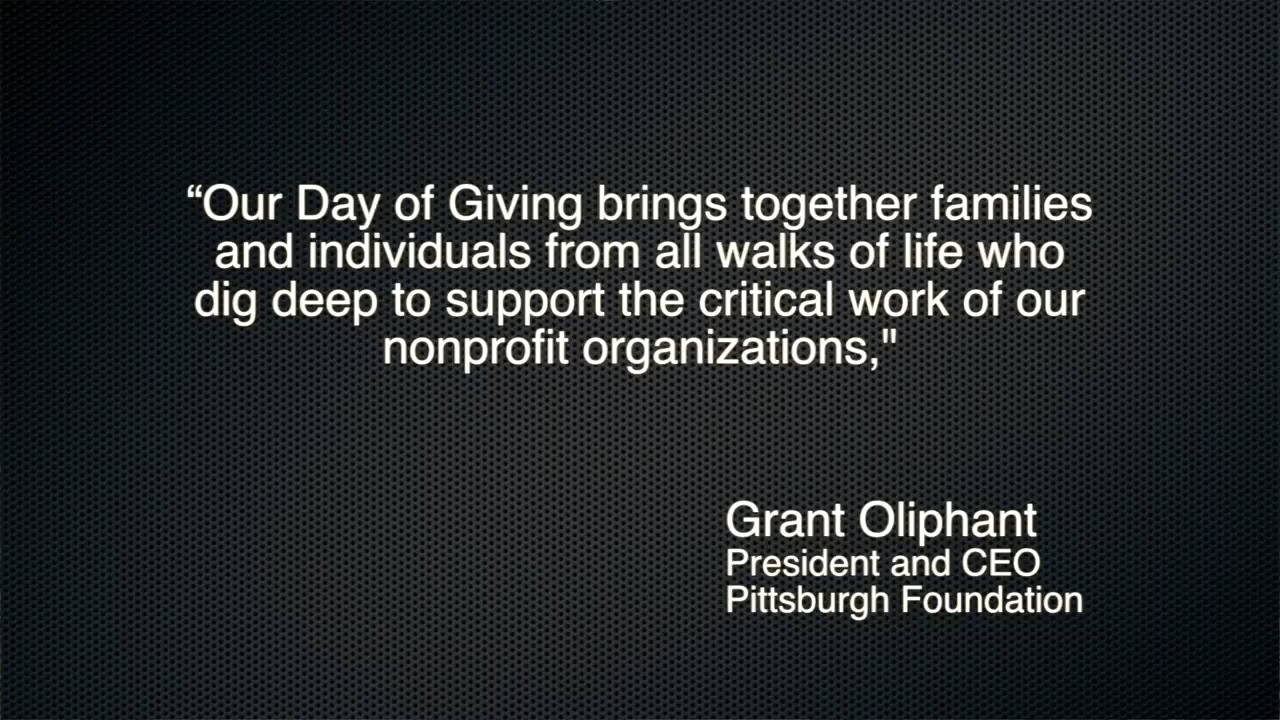 “Our Day of Giving brings together families
and individuals from all walks of life who
dig deep to support the critical work of our
nonprofit organizations,"
Grant Oliphant
President and CEO
Pittsburgh Foundation